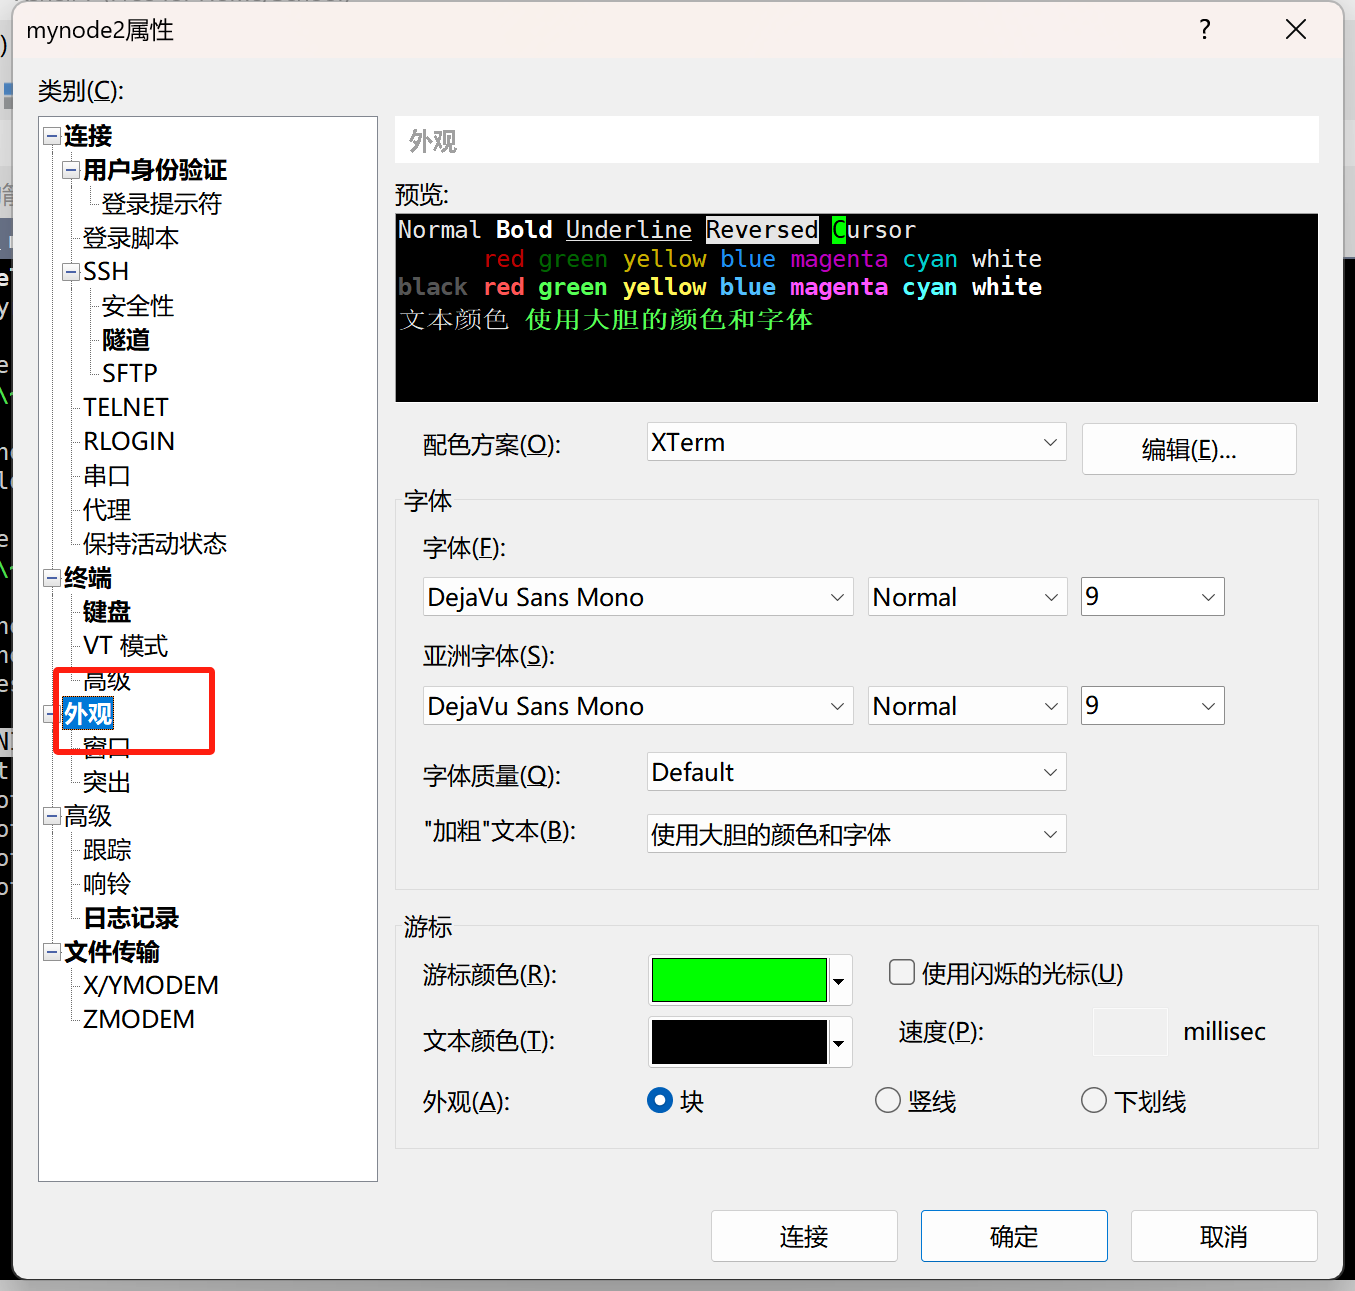 mynode2属性
?
类别(C):
连接
用户身份验证
登录提示符
登录脚本
SSH
安全性
隧道
SFTP
TELNET
RLOGIN
串口
代理
保持活动状态
终端
键盘
VT 模式
高级
外观
窗口
突出
高级
跟踪
响铃
日志记录
文件传输
X/YMODEM
ZMODEM
外观
预览:
Normal Bold Underline Reversed Cursor
red green yellow blue magenta cyan white
black red green yellow blue magenta cyan white
文本颜色 使用大胆的颜色和字体
配色方案(O): XTerm 编辑(E)...
字体
字体(F):
DejaVu Sans Mono Normal 9
亚洲字体(S):
DejaVu Sans Mono Normal 9
字体质量(Q): Default
"加粗"文本(B): 使用大胆的颜色和字体
游标
游标颜色(R): 使用闪烁的光标(U)
文本颜色(T): 速度(P): millisec
外观(A): 块 竖线 下划线
连接 确定 取消